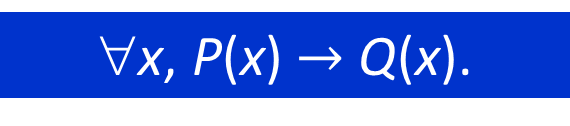 ∀x, P(x) → Q(x).